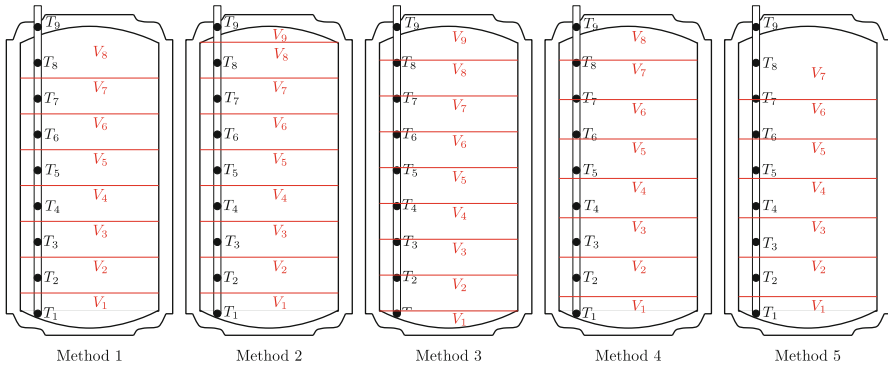 T9 T9 T9 T9 T9
V8 V9 V8 V9 V8
T8 T8 T8 V8 T8 V7 T8 V7
T7 V7 T7 V7 T7 V7 T7 V6 T7 V6
T6 V6 T6 V6 T6 V6 T6 V5 T6 V5
T5 V5 T5 V5 T5 V5 T5 V4 T5 V4
T4 V4 T4 V4 T4 V4 T4 V3 T4 V3
T3 V3 T3 V3 T3 V3 T3 V2 T3 V2
T2 V2 T2 V2 T2 V2 T2 T2
T1 V1 T1 V1 V1 T1 V1 T1 V1
Method 1 Method 2 Method 3 Method 4 Method 5